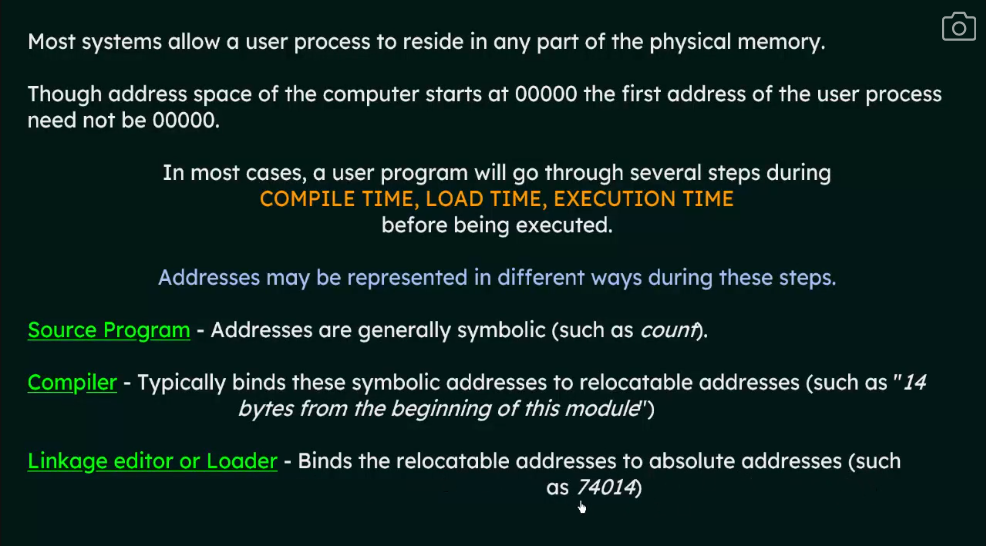 Most systems allow a user process to reside in any part of the physical memory.
Though address space of the computer starts at 00000 the first address of the user process
need not be 00000.
In most cases, a user program will go through several steps during
COMPILE TIME, LOAD TIME, EXECUTION TIME
before being executed.
Addresses may be represented in different ways during these steps.
Source Program - Addresses are generally symbolic (such as count).
Compiler - Typically binds these symbolic addresses to relocatable addresses (such as "14
bytes from the beginning of this module")
Linkage editor or Loader - Binds the relocatable addresses to absolute addresses (such
as 74014)